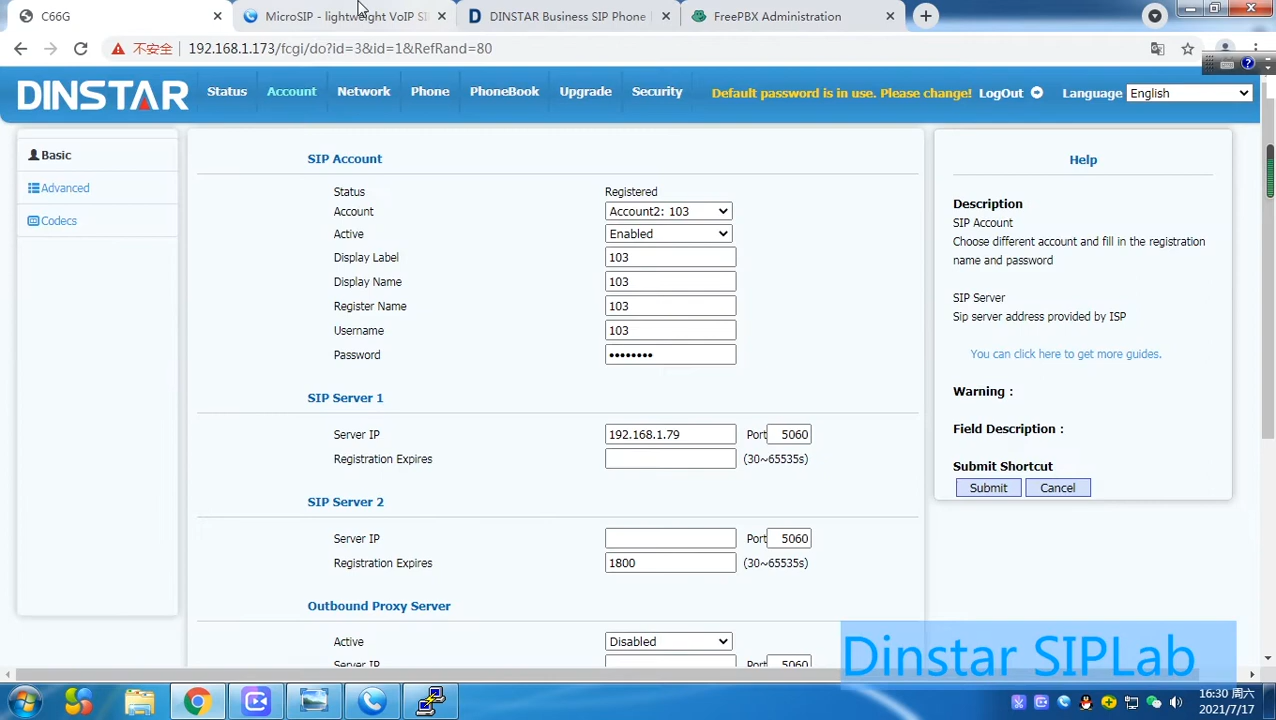 C66G
MicroSIP - lightweight VoIP SI
DINSTAR Business SIP Phone
FreePBX Administration
不安全 192.168.1.173/fcgi/do?id=3&id=1&RefRand=80
DINSTAR
Status Account Network Phone PhoneBook Upgrade Security
Default password is in use. Please change! LogOut Language English
Basic
Advanced
Codecs
SIP Account
Status Registered
Account Account2: 103
Active Enabled
Display Label 103
Display Name 103
Register Name 103
Username 103
Password ••••••••
SIP Server 1
Server IP 192.168.1.79 Port 5060
Registration Expires (30~65535s)
SIP Server 2
Server IP Port 5060
Registration Expires 1800 (30~65535s)
Outbound Proxy Server
Active Disabled
Server IP Port 5060
Help
Description
SIP Account
Choose different account and fill in the registration
name and password
SIP Server
Sip server address provided by ISP
You can click here to get more guides.
Warning :
Field Description :
Submit Shortcut
Submit Cancel
Dinstar SIPLab
16:30 周六
2021/7/17